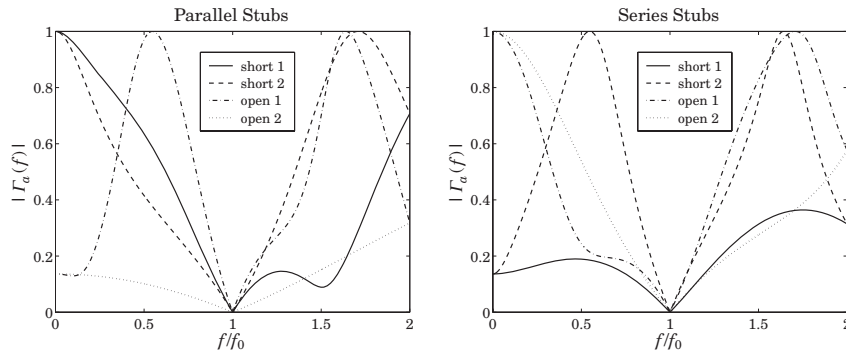 Parallel Stubs
| Γa(f) |
1
0.8
0.6
0.4
0.2
0
0 0.5 1 1.5 2
f/f0
short 1
short 2
open 1
open 2
Series Stubs
| Γa(f) |
1
0.8
0.6
0.4
0.2
0
0 0.5 1 1.5 2
f/f0
short 1
short 2
open 1
open 2